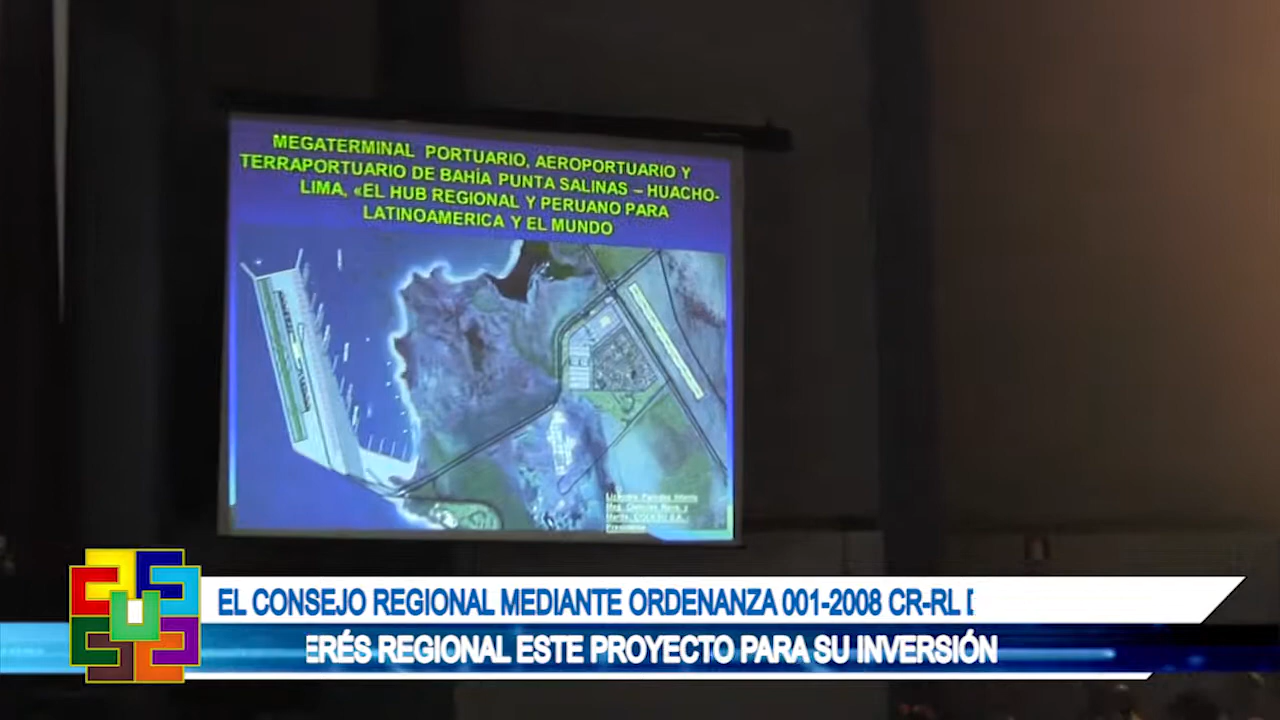 MEGATERMINAL PORTUARIO, AEROPORTUARIO Y
TERRAPORTUARIO DE BAHÍA PUNTA SALINAS – HUACHO-
LIMA, «EL HUB REGIONAL Y PERUANO PARA
LATINOAMERICA Y EL MUNDO
EL CONSEJO REGIONAL MEDIANTE ORDENANZA 001-2008 CR-RL D
ERÉS REGIONAL ESTE PROYECTO PARA SU INVERSIÓN